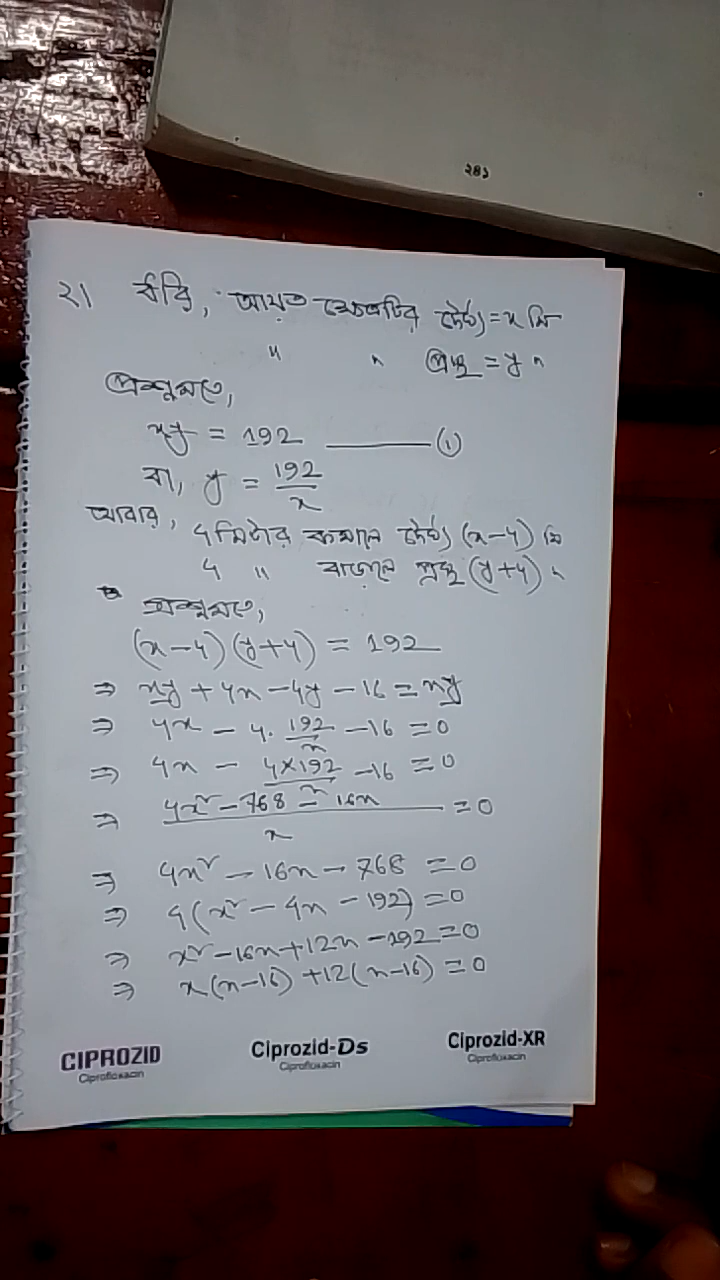 ২৪১
২। ধরি, আয়ত ক্ষেত্রটির দৈর্ঘ্য = x মি
" " প্রস্থ = y "
প্রশ্নমতে,
xy = 192 ——— (1)
বা, y = 192/x
আবার, 4 মিটার কমালে দৈর্ঘ্য (x-4) মি
4 " বাড়ালে প্রস্থ (y+4) "
প্রশ্নমতে,
(x-4) (y+4) = 192
⇒ xy + 4x - 4y - 16 = xy
⇒ 4x - 4. 192/x - 16 = 0
⇒ 4x - 4×192/x - 16 = 0
⇒ 4x² - 768 - 16x / x = 0
⇒ 4x² - 16x - 768 = 0
⇒ 4(x² - 4x - 192) = 0
⇒ x² - 16x + 12x - 192 = 0
⇒ x(x-16) + 12(x-16) = 0
CIPROZID Ciprozid-Ds Ciprozid-XR
Ciprofloxacin Ciprofloxacin Ciprofloxacin